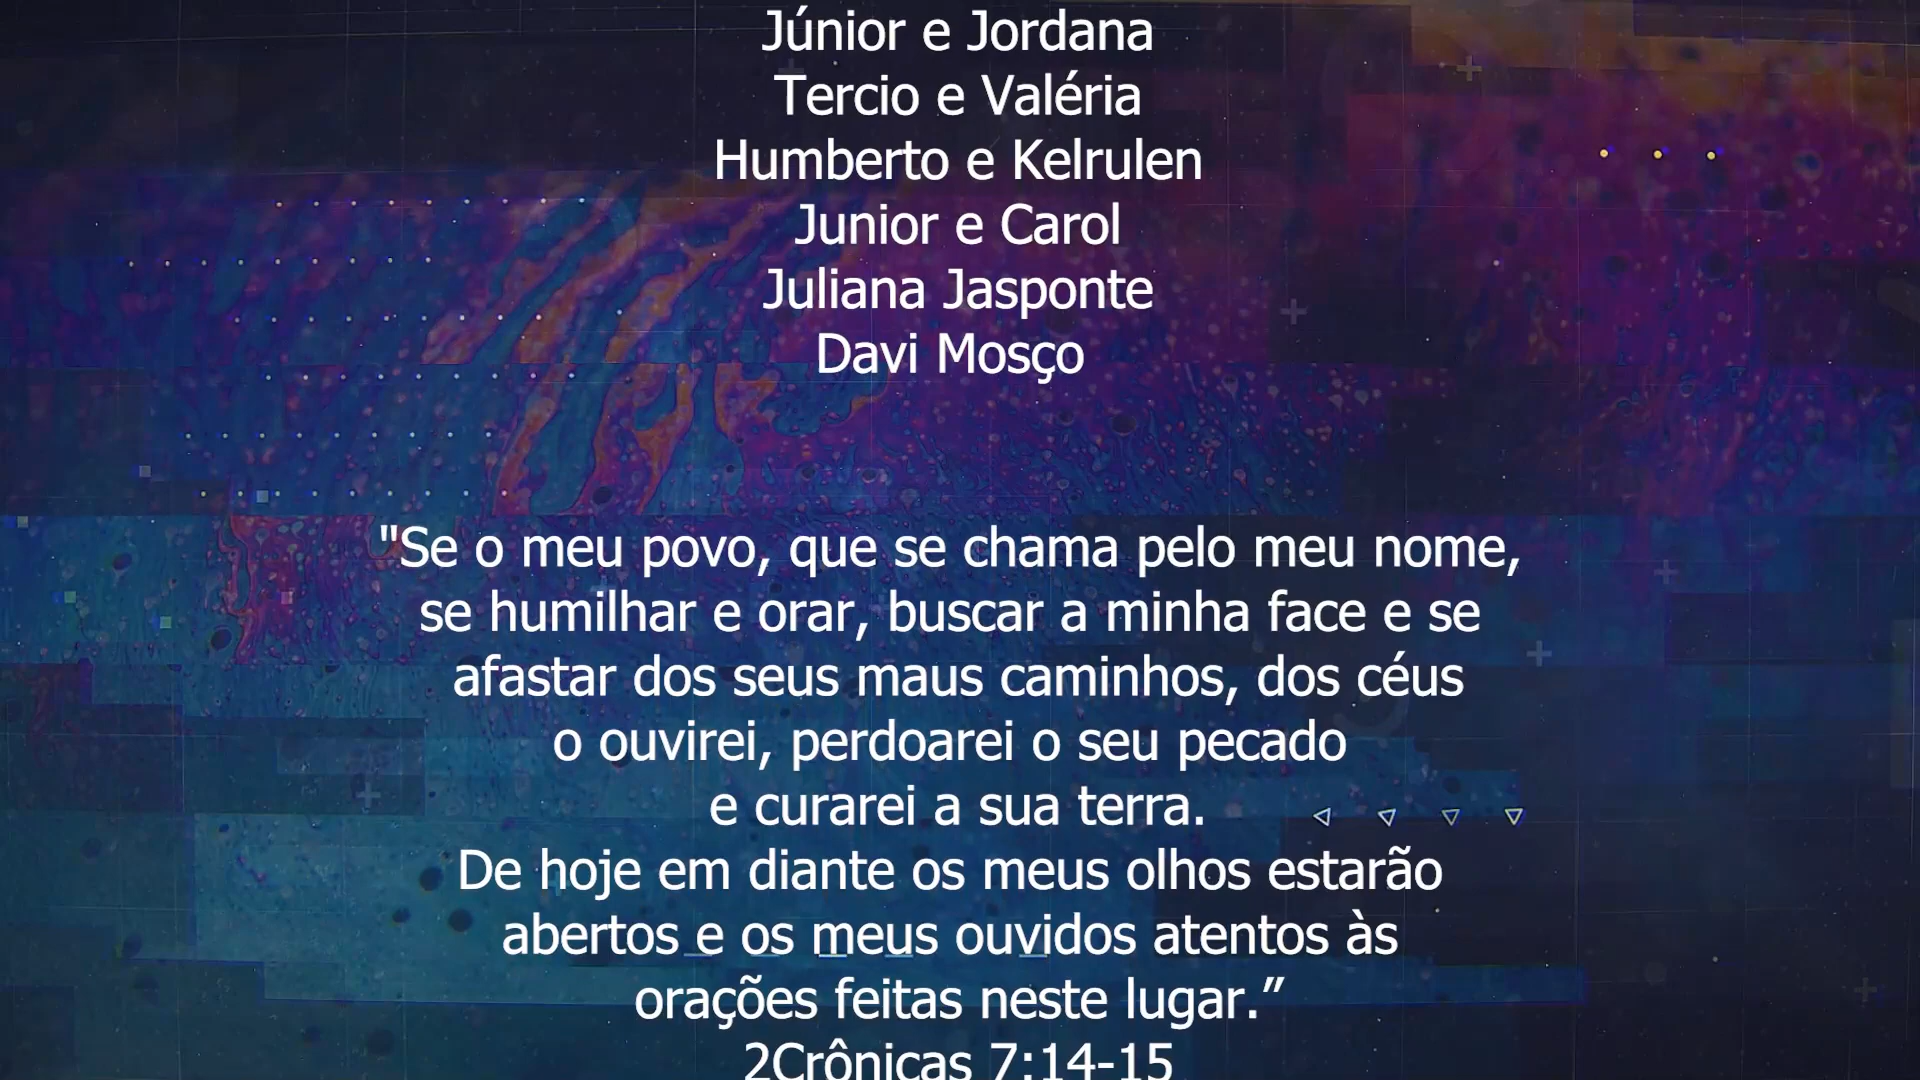 Júnior e Jordana
Tercio e Valéria
Humberto e Kelrulen
Junior e Carol
Juliana Jasponte
Davi Mosço
"Se o meu povo, que se chama pelo meu nome,
se humilhar e orar, buscar a minha face e se
afastar dos seus maus caminhos, dos céus
o ouvirei, perdoarei o seu pecado
e curarei a sua terra.
De hoje em diante os meus olhos estarão
abertos e os meus ouvidos atentos às
orações feitas neste lugar.”
2Crônicas 7:14-15